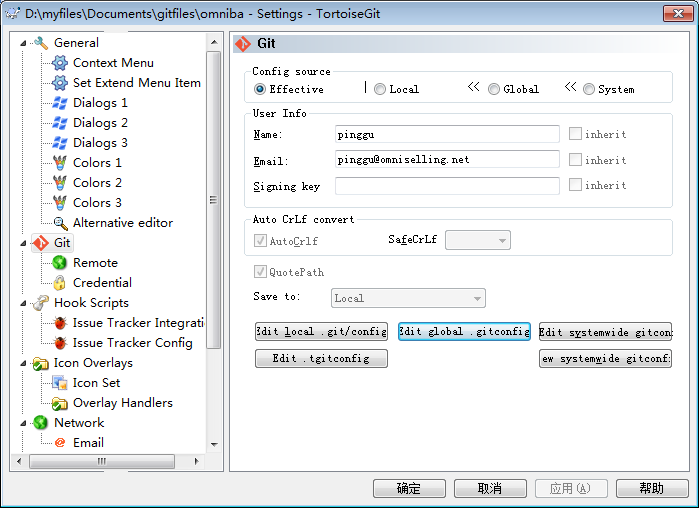 D:\myfiles\Documents\gitfiles\omniba - Settings - TortoiseGit
General
Context Menu
Set Extend Menu Item
Dialogs 1
Dialogs 2
Dialogs 3
Colors 1
Colors 2
Colors 3
Alternative editor
Git
Remote
Credential
Hook Scripts
Issue Tracker Integrati
Issue Tracker Config
Icon Overlays
Icon Set
Overlay Handlers
Network
Email
Git
Config source
Effective | Local << Global << System
User Info
Name: pinggu inherit
Email: pinggu@omniselling.net inherit
Signing key inherit
Auto CrLf convert
AutoCrlf SafeCrLf
QuotePath
Save to: Local
Edit local .git/config Edit global .gitconfig Edit systemwide gitconf
Edit .tgitconfig ew systemwide gitconf
确定 取消 应用(A) 帮助